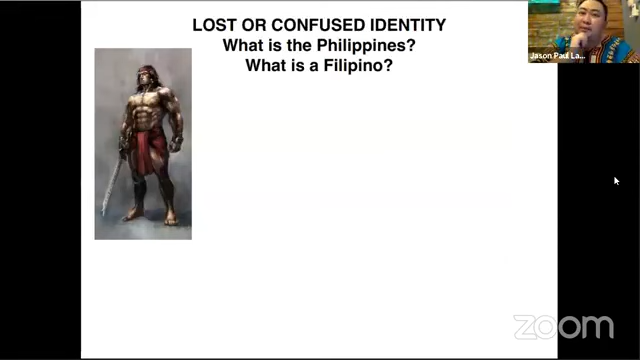 LOST OR CONFUSED IDENTITY
What is the Philippines?
What is a Filipino?
Jason Paul La...
zoom